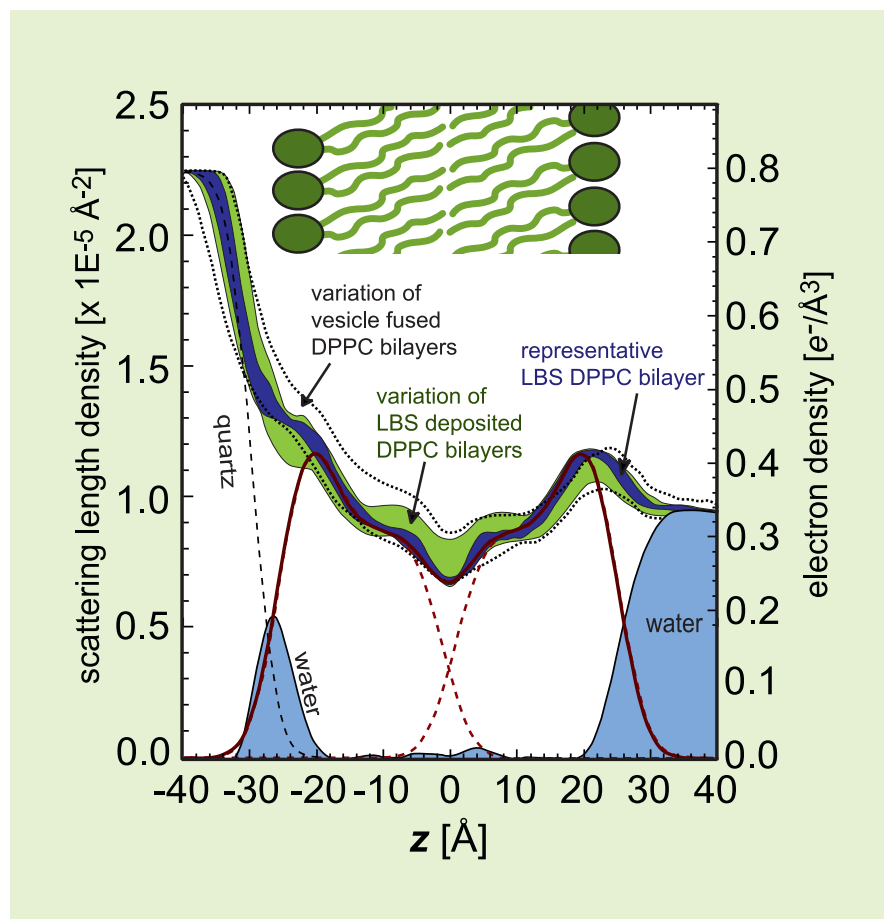 2.5
2.0
1.5
1.0
0.5
0.0
scattering length density [x 1E-5 Å-2]
variation of
vesicle fused
DPPC bilayers
variation of
LBS deposited
DPPC bilayers
representative
LBS DPPC bilayer
quartz
water
water
0.8
0.7
0.6
0.5
0.4
0.3
0.2
0.1
0.0
electron density [e-/Å3]
-40 -30 -20 -10 0 10 20 30 40
z [Å]